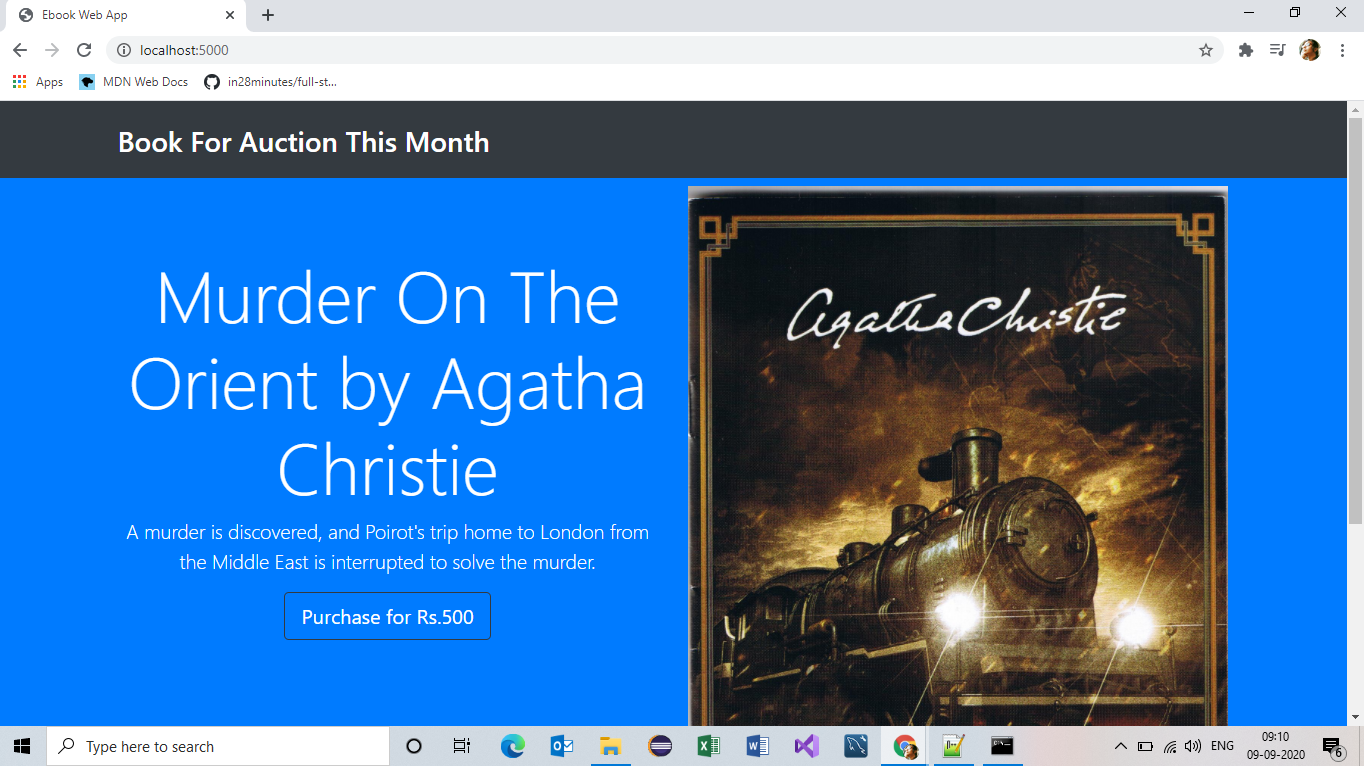 Ebook Web App
localhost:5000
Apps
MDN Web Docs
in28minutes/full-st...
Book For Auction This Month
Murder On The
Orient by Agatha
Christie
A murder is discovered, and Poirot's trip home to London from
the Middle East is interrupted to solve the murder.
Purchase for Rs.500
Agatha Christie
Type here to search
ENG
09:10
09-09-2020
6